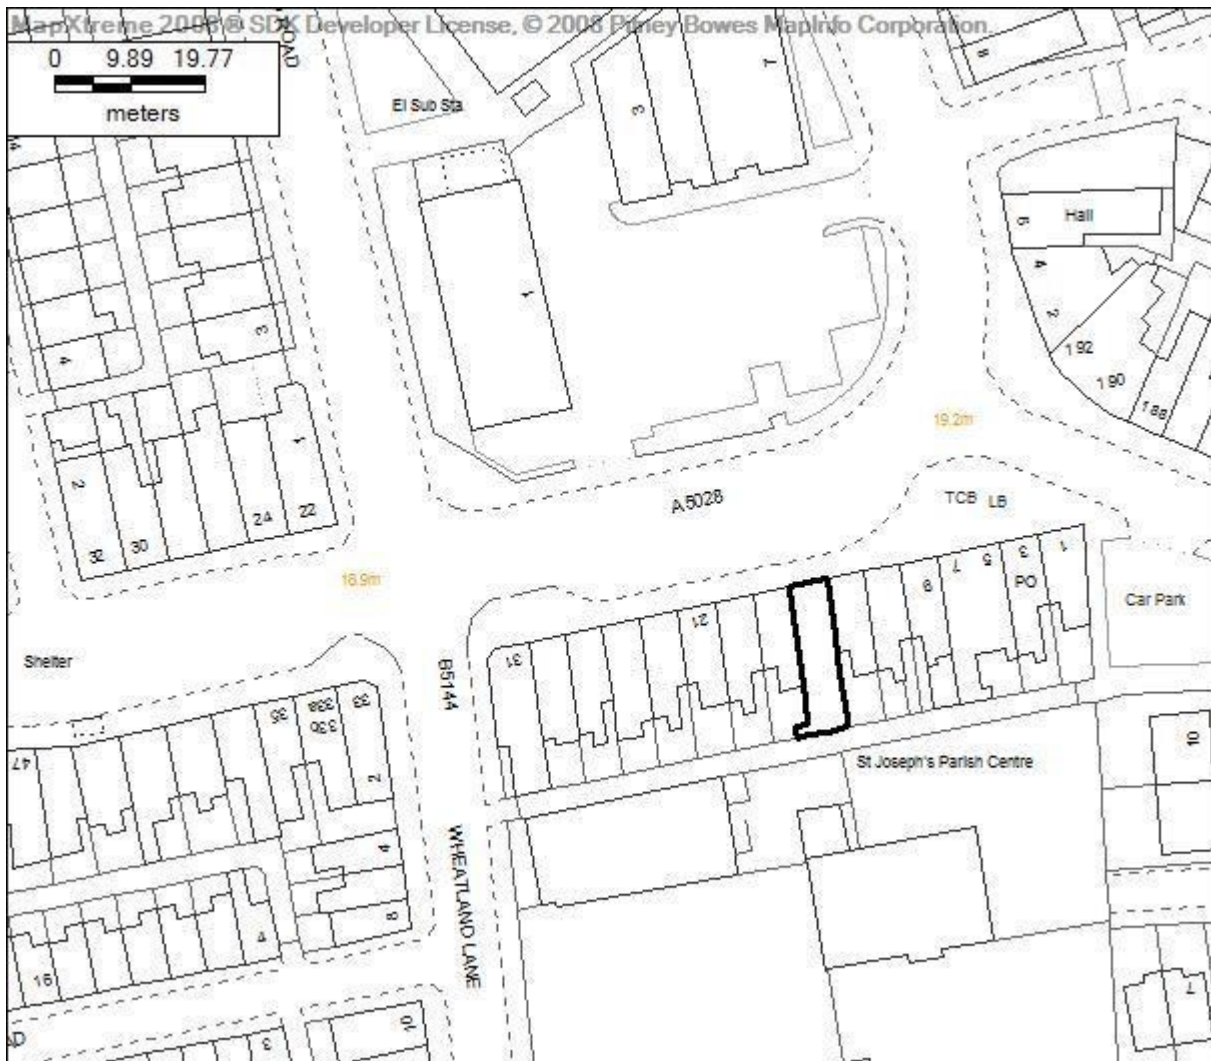 MapXtreme 2008 ® SDK Developer License, © 2008 Pitney Bowes MapInfo Corporation.
0 9.89 19.77
meters
El Sub Sta
3
1
8
Hall
5
4
2
192
190
188
1
4
3
2
32
30
24
22
1
A5028
19.2m
TCB LB
18.9m
1
3
5
7
9
PO
Car Park
21
31
Shelter
B5144
35
33a
33b
33
47
2
4
8
St Joseph's Parish Centre
10
WHEATLAND LANE
16
4
7
10
3